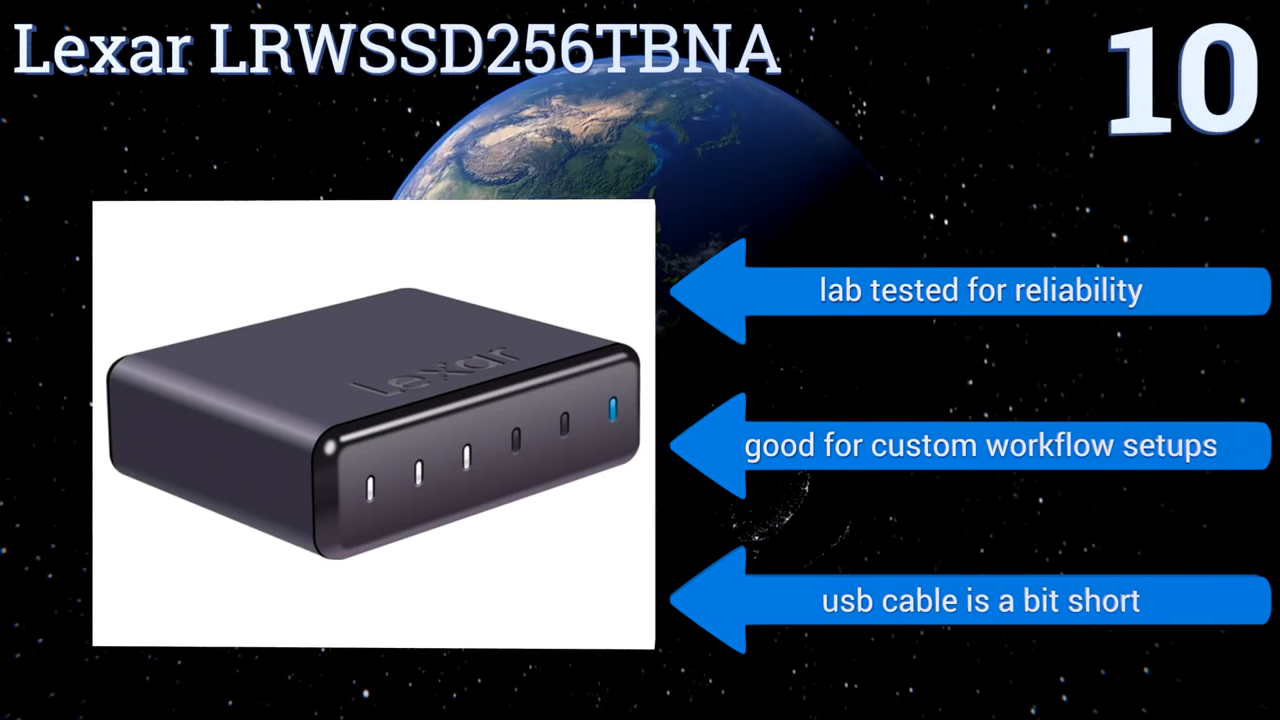 Lexar LRWSSD256TBNA
10
Lexar
lab tested for reliability
good for custom workflow setups
usb cable is a bit short